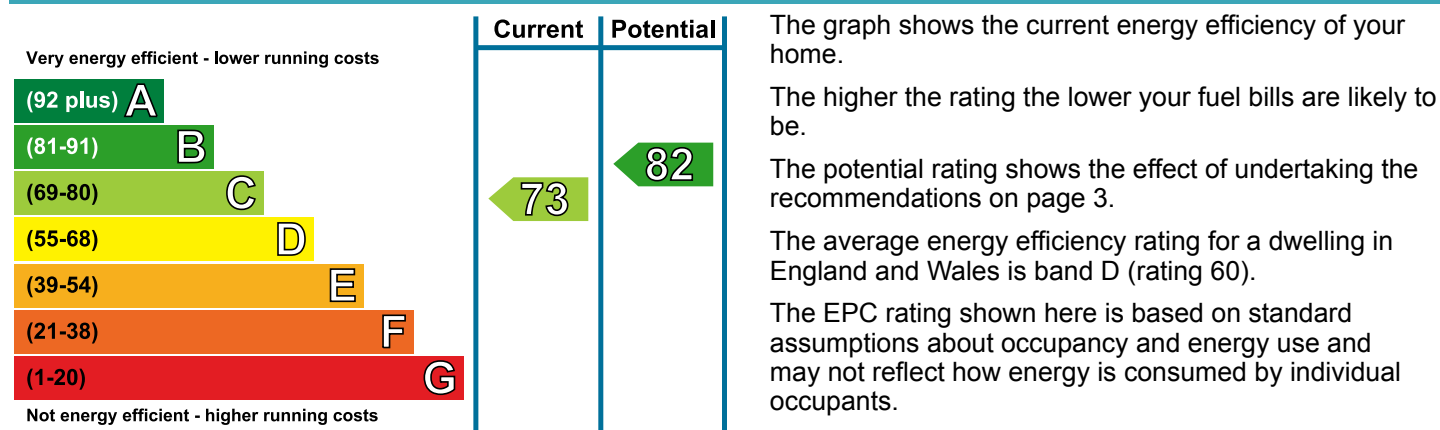 Current Potential
Very energy efficient - lower running costs
(92 plus) A
(81-91) B
(69-80) C
(55-68) D
(39-54) E
(21-38) F
(1-20) G
Not energy efficient - higher running costs
73
82
The graph shows the current energy efficiency of your
home.
The higher the rating the lower your fuel bills are likely to
be.
The potential rating shows the effect of undertaking the
recommendations on page 3.
The average energy efficiency rating for a dwelling in
England and Wales is band D (rating 60).
The EPC rating shown here is based on standard
assumptions about occupancy and energy use and
may not reflect how energy is consumed by individual
occupants.